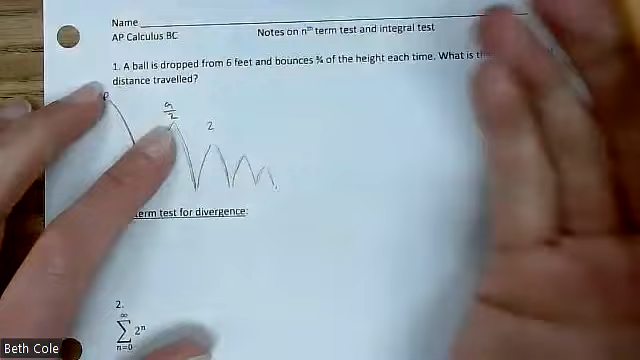 Name
AP Calculus BC
Notes on nth term test and integral test
1. A ball is dropped from 6 feet and bounces ¾ of the height each time. What is
distance travelled?
9/2
2
term test for divergence:
2.
∞
∑ 2ⁿ
n=0
Beth Cole